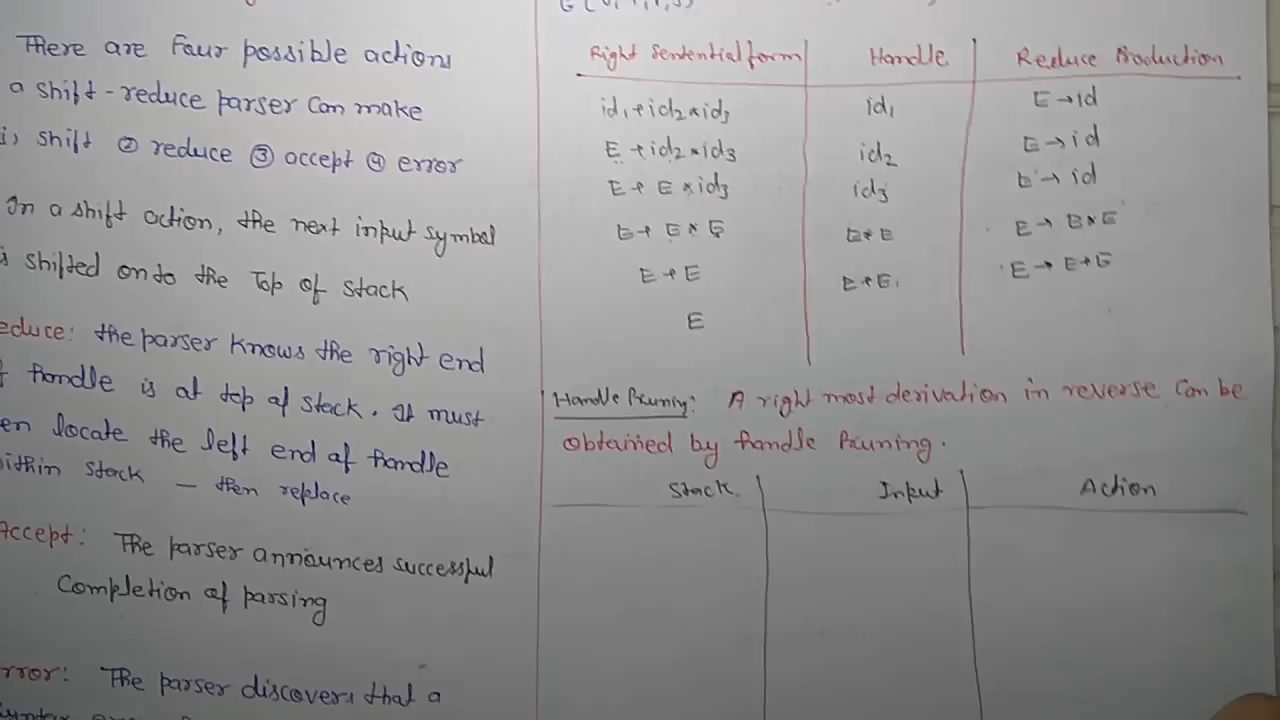 There are Four possible actions
a shift-reduce parser can make
i) shift ② reduce ③ accept ④ error
In a shift action, the next input symbol
is shifted onto the Top of stack
educe: the parser knows the right end
f handle is at top of stack. It must
en locate the left end of handle
within stack — then replace
Accept: The parser announces successful
Completion of parsing
rror: The parser discovers that a
Right Sentential form | Handle | Reduce Production
id₁+id₂*id₃ | id₁ | E→id
E+id₂*id₃ | id₂ | E→id
E+E*id₃ | id₃ | E→id
E+E*E | E*E | E→E*E
E+E | E+E | E→E+E
E
Handle Pruning: A right most derivation in reverse can be
obtained by handle Pruning.
Stack | Input | Action